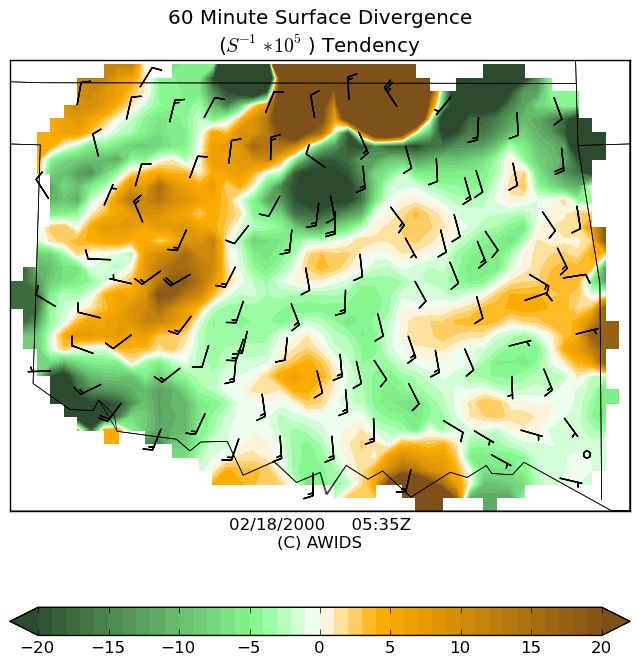 60 Minute Surface Divergence
(S⁻¹ *10⁵ ) Tendency
02/18/2000 05:35Z
(C) AWIDS
−20 −15 −10 −5 0 5 10 15 20